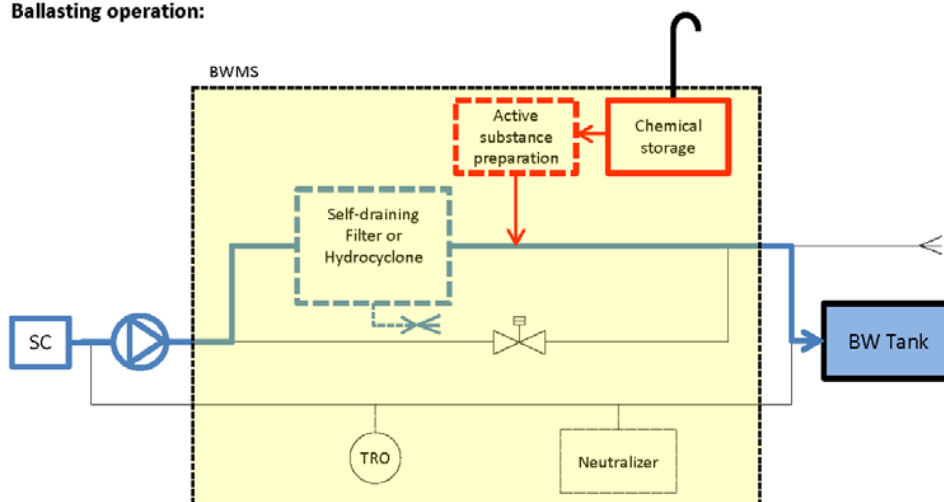 Ballasting operation:
BWMS
Active
substance
preparation
Chemical
storage
Self-draining
Filter or
Hydrocyclone
SC
BW Tank
TRO
Neutralizer